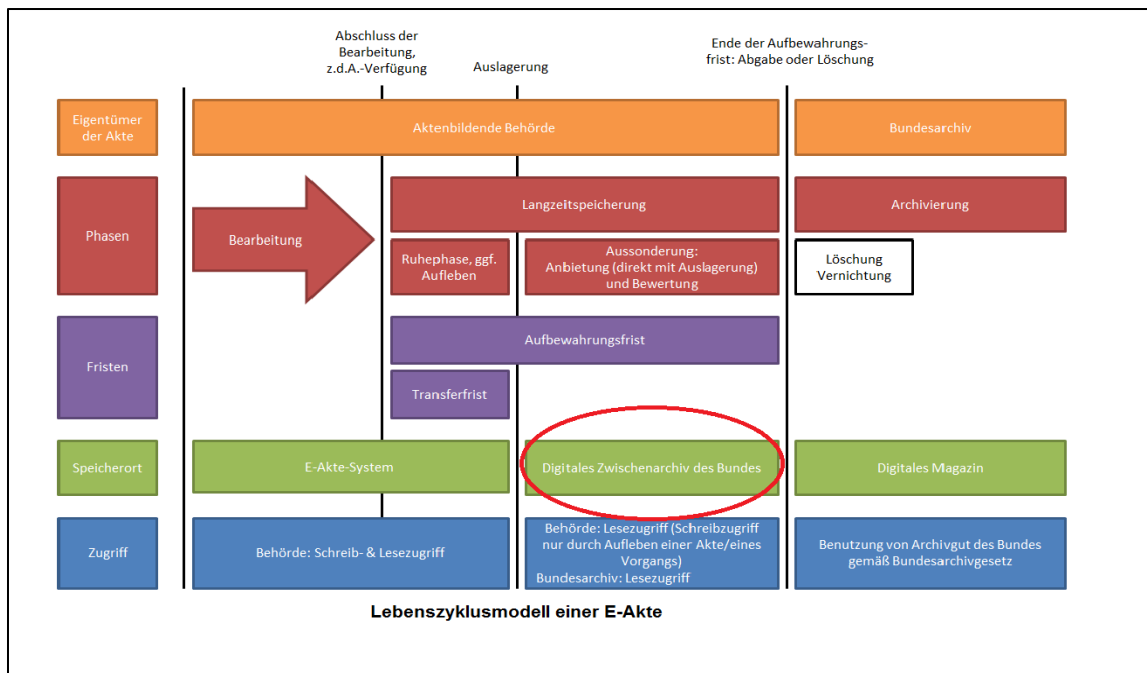 Abschluss der
Bearbeitung,
z.d.A.-Verfügung
Auslagerung
Ende der Aufbewahrungs-
frist: Abgabe oder Löschung
Eigentümer
der Akte
Aktenbildende Behörde
Bundesarchiv
Phasen
Bearbeitung
Langzeitspeicherung
Archivierung
Ruhephase, ggf.
Aufleben
Aussonderung:
Anbietung (direkt mit Auslagerung)
und Bewertung
Löschung
Vernichtung
Fristen
Aufbewahrungsfrist
Transferfrist
Speicherort
E-Akte-System
Digitales Zwischenarchiv des Bundes
Digitales Magazin
Zugriff
Behörde: Schreib- & Lesezugriff
Behörde: Lesezugriff (Schreibzugriff
nur durch Aufleben einer Akte/eines
Vorgangs)
Bundesarchiv: Lesezugriff
Benutzung von Archivgut des Bundes
gemäß Bundesarchivgesetz
Lebenszyklusmodell einer E-Akte